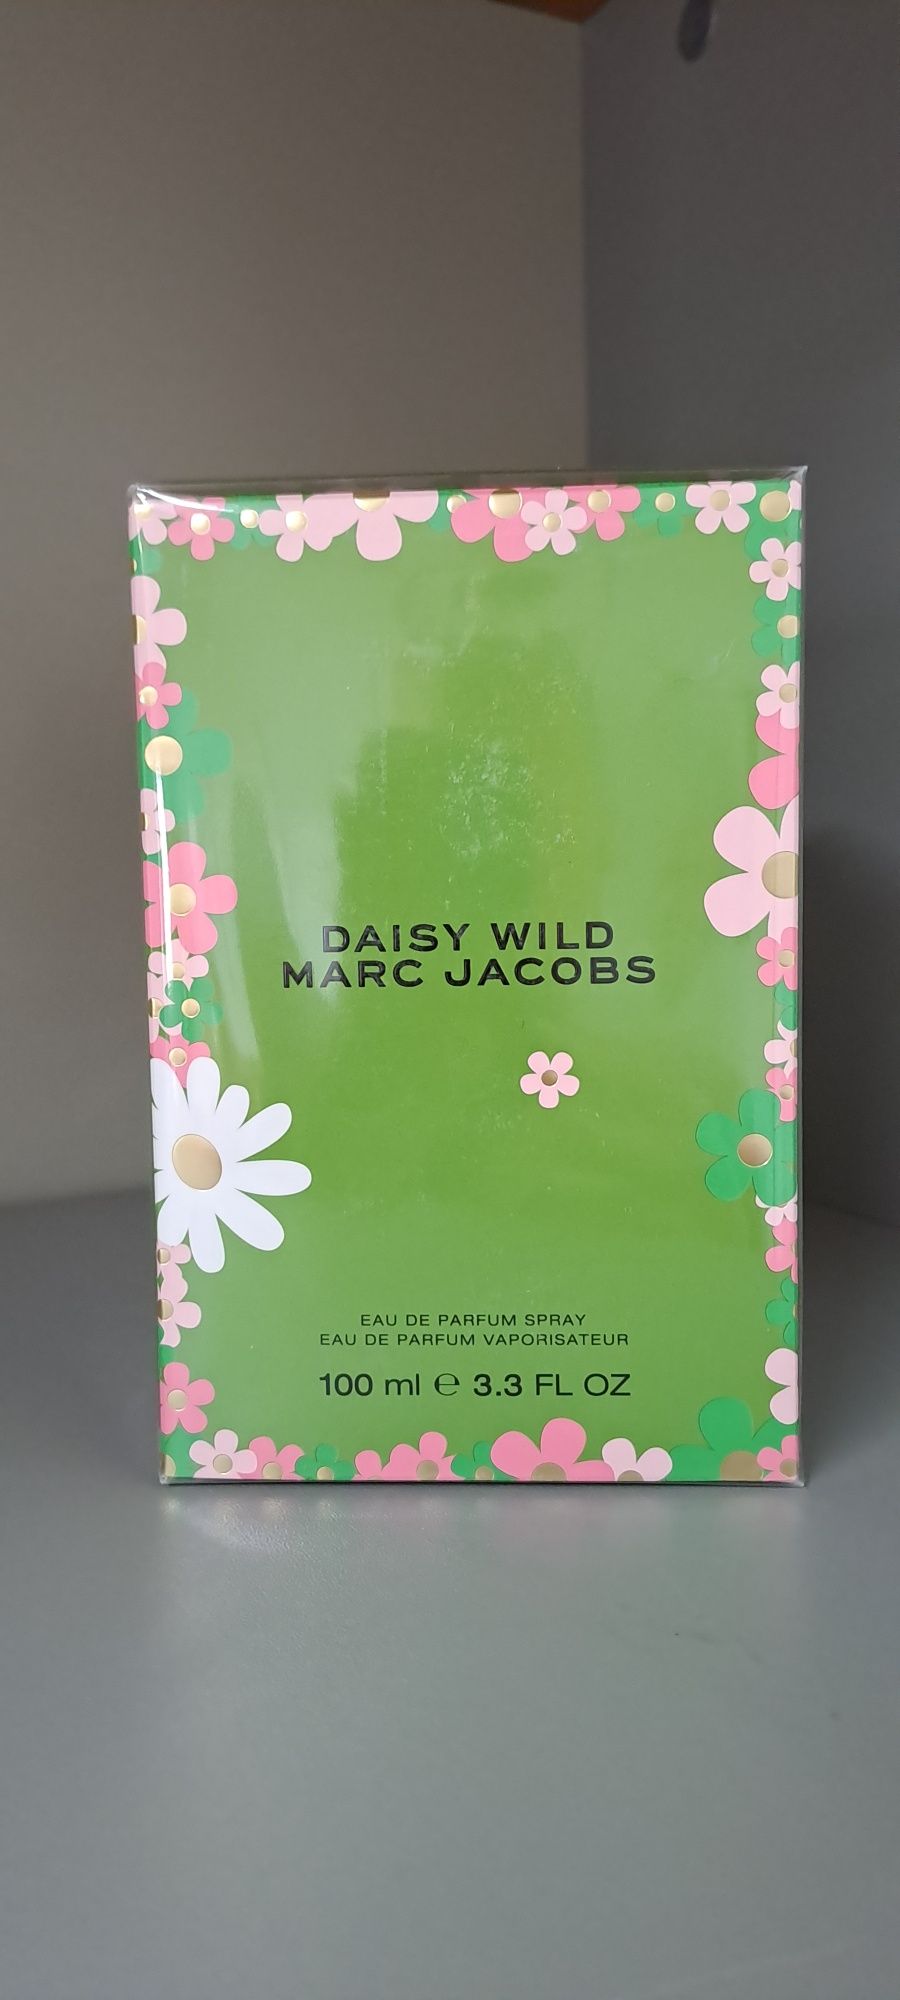 DAISY WILD
MARC JACOBS
EAU DE PARFUM SPRAY
EAU DE PARFUM VAPORISATEUR
100 ml ℮ 3.3 FL OZ